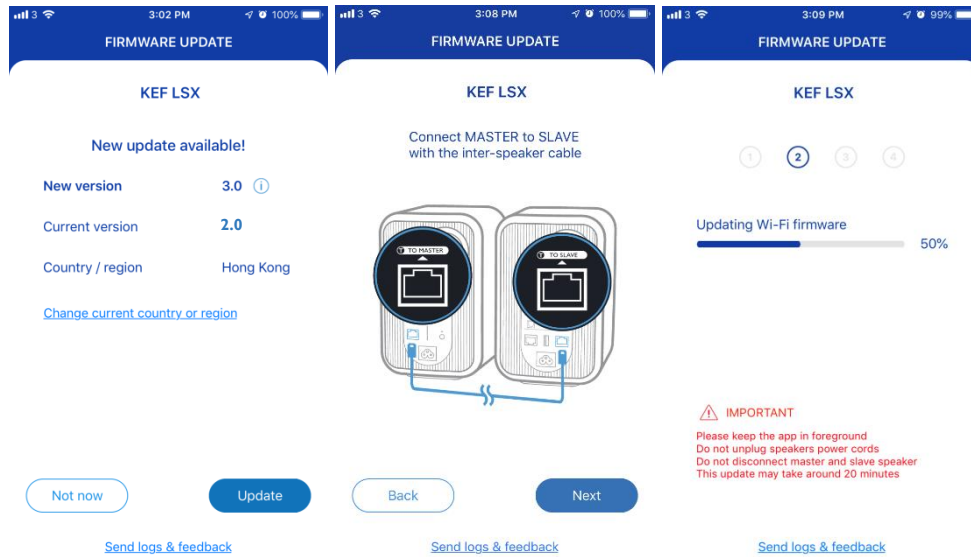 3 3:02 PM 100%
FIRMWARE UPDATE
KEF LSX
New update available!
New version 3.0 i
Current version 2.0
Country / region Hong Kong
Change current country or region
Not now Update
Send logs & feedback
3 3:08 PM 100%
FIRMWARE UPDATE
KEF LSX
Connect MASTER to SLAVE
with the inter-speaker cable
TO MASTER
TO SLAVE
Back Next
Send logs & feedback
3 3:09 PM 99%
FIRMWARE UPDATE
KEF LSX
1 2 3 4
Updating Wi-Fi firmware
50%
IMPORTANT
Please keep the app in foreground
Do not unplug speakers power cords
Do not disconnect master and slave speaker
This update may take around 20 minutes
Send logs & feedback